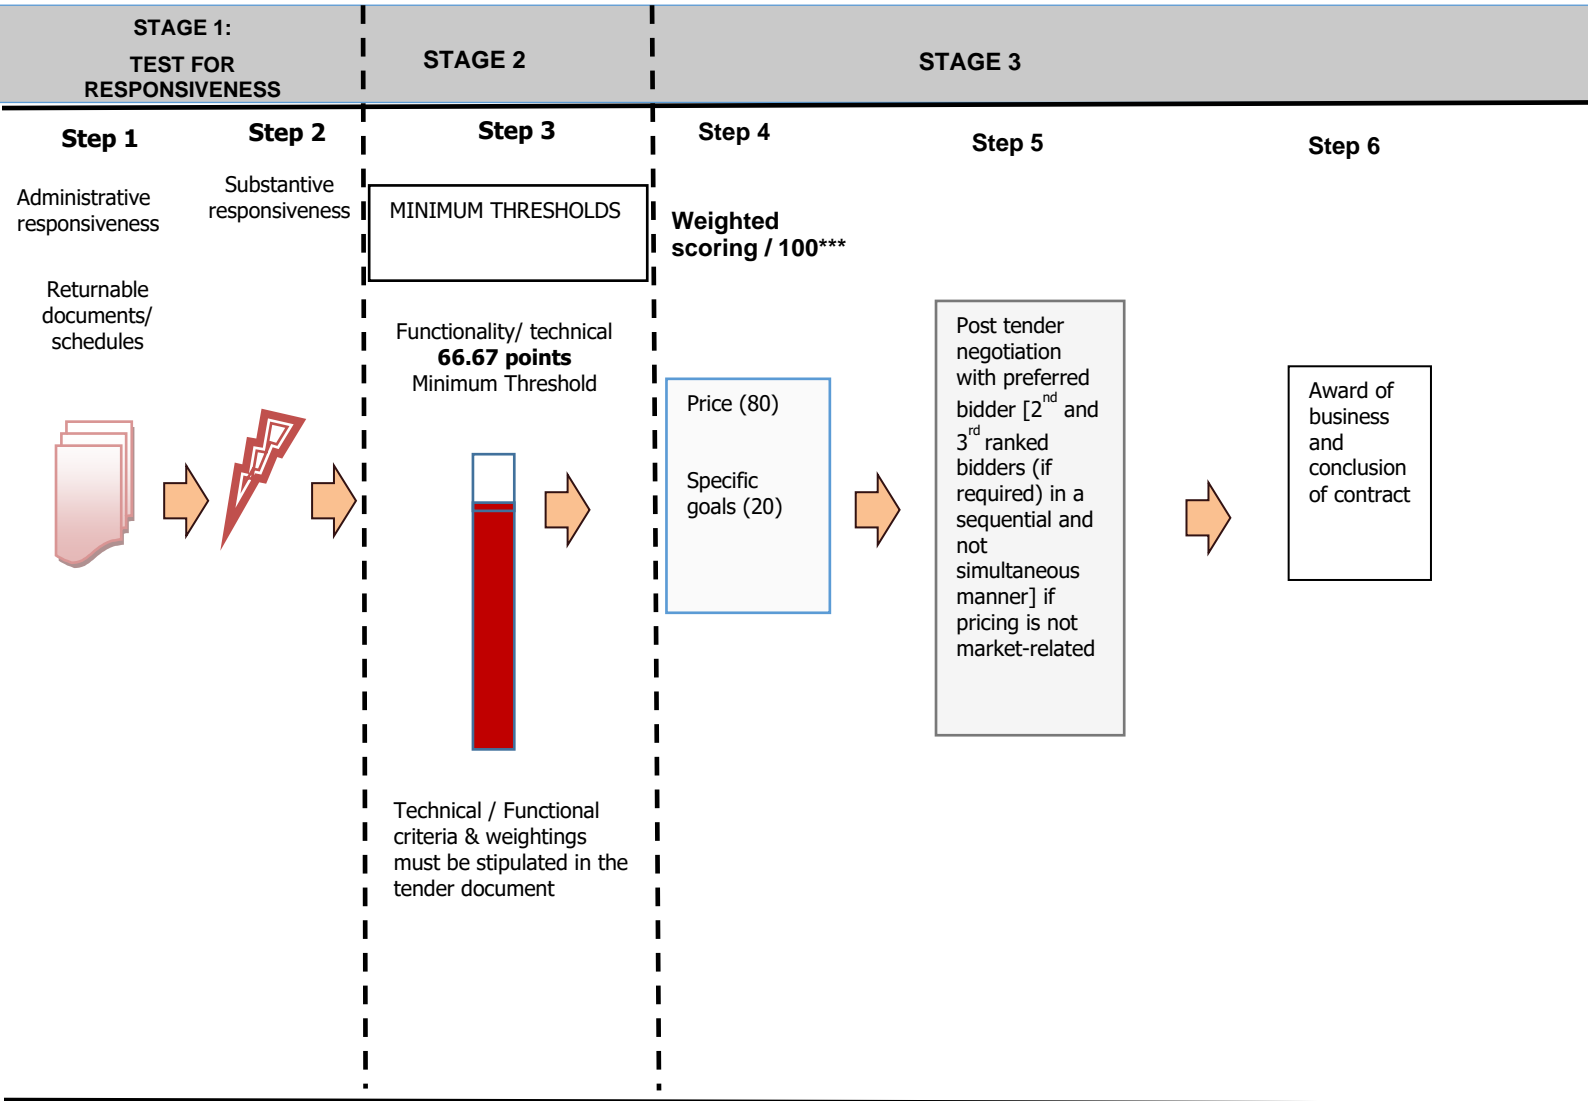 STAGE 1:
TEST FOR
RESPONSIVENESS
STAGE 2
STAGE 3
Step 1
Step 2
Step 3
Step 4
Step 5
Step 6
Administrative
responsiveness
Returnable
documents/
schedules
Substantive
responsiveness
MINIMUM THRESHOLDS
Functionality/ technical
66.67 points
Minimum Threshold
Technical / Functional
criteria & weightings
must be stipulated in the
tender document
Weighted
scoring / 100***
Price (80)
Specific
goals (20)
Post tender
negotiation
with preferred
bidder [2nd and
3rd ranked
bidders (if
required) in a
sequential and
not
simultaneous
manner] if
pricing is not
market-related
Award of
business
and
conclusion
of contract